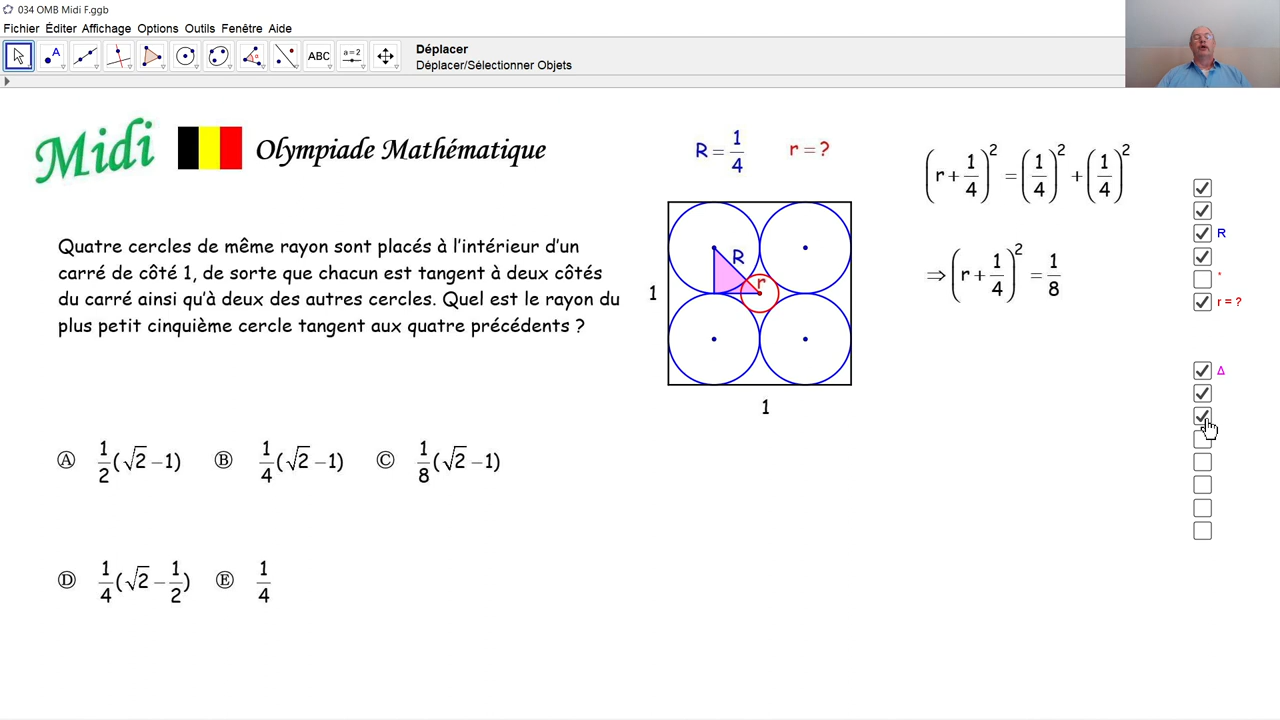 034 OMB Midi F.ggb
Fichier Éditer Affichage Options Outils Fenêtre Aide
A ABC a=2 Déplacer
Déplacer/Sélectionner Objets
Midi Olympiade Mathématique
Quatre cercles de même rayon sont placés à l'intérieur d'un
carré de côté 1, de sorte que chacun est tangent à deux côtés
du carré ainsi qu'à deux des autres cercles. Quel est le rayon du
plus petit cinquième cercle tangent aux quatre précédents ?
Ⓐ 1/2(√2−1) Ⓑ 1/4(√2−1) Ⓒ 1/8(√2−1)
Ⓓ 1/4(√2−1/2) Ⓔ 1/4
R = 1/4 r = ?
R
r
1
1
(r+1/4)² = (1/4)² + (1/4)²
⇒ (r+1/4)² = 1/8
R
*
r = ?
Δ